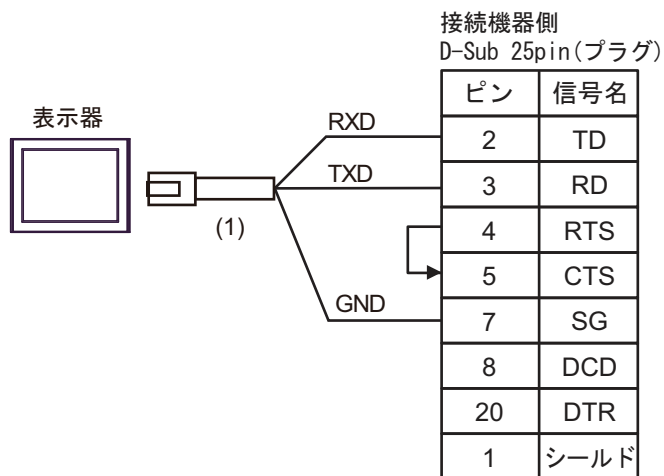 接続機器側
D-Sub 25pin(プラグ)
ピン 信号名
表示器
RXD
2 TD
TXD
3 RD
(1)
4 RTS
5 CTS
GND
7 SG
8 DCD
20 DTR
1 シールド